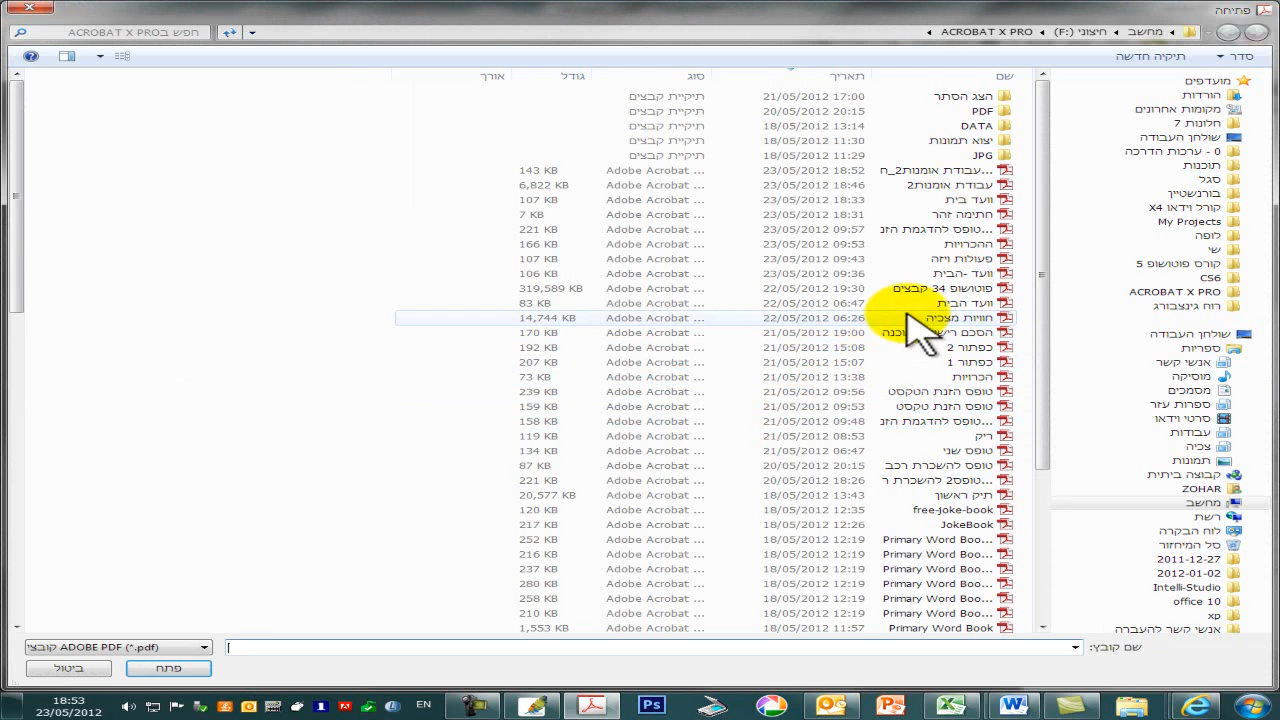 פתיחה
מחשב ◄ חיצוני (F:) ◄ ACROBAT X PRO ◄
חפש בACROBAT X PRO
סדר ▼ תיקיה חדשה
שם תאריך סוג גודל אורך
הצג הסתר 21/05/2012 17:00 תיקיית קבצים
PDF 20/05/2012 20:15 תיקיית קבצים
DATA 18/05/2012 13:14 תיקיית קבצים
יצוא תמונות 18/05/2012 11:30 תיקיית קבצים
JPG 18/05/2012 11:29 תיקיית קבצים
עבודת אומנות2_ח... 23/05/2012 18:52 Adobe Acrobat ... 143 KB
עבודת אומנות2 23/05/2012 18:46 Adobe Acrobat ... 6,822 KB
וועד בית 23/05/2012 18:33 Adobe Acrobat ... 107 KB
חתימה זהר 23/05/2012 18:31 Adobe Acrobat ... 7 KB
טופס להדגמת הזנ... 23/05/2012 09:57 Adobe Acrobat ... 221 KB
ההכרויות 23/05/2012 09:53 Adobe Acrobat ... 166 KB
פעולות ויזה 23/05/2012 09:43 Adobe Acrobat ... 107 KB
וועד -הבית 23/05/2012 09:36 Adobe Acrobat ... 106 KB
פוטושופ 34 קבצים 22/05/2012 19:30 Adobe Acrobat ... 319,589 KB
וועד הבית 22/05/2012 06:47 Adobe Acrobat ... 83 KB
חוויות מצכיה 22/05/2012 06:26 Adobe Acrobat ... 14,744 KB
הסכם 21/05/2012 19:00 Adobe Acrobat ... 170 KB
כפתור 2 21/05/2012 15:08 Adobe Acrobat ... 292 KB
כפתור 1 21/05/2012 15:07 Adobe Acrobat ... 207 KB
הכרויות 21/05/2012 13:38 Adobe Acrobat ... 73 KB
טופס הזנת הטקסט 21/05/2012 09:56 Adobe Acrobat ... 239 KB
טופס הזנת טקסט 21/05/2012 09:53 Adobe Acrobat ... 159 KB
טופס להדגמת הזנ... 21/05/2012 09:48 Adobe Acrobat ... 158 KB
ריק 21/05/2012 08:53 Adobe Acrobat ... 119 KB
טופס שני 21/05/2012 06:47 Adobe Acrobat ... 134 KB
טופס להשכרת רכב 20/05/2012 20:15 Adobe Acrobat ... 87 KB
טופס2 להשכרת ר... 20/05/2012 18:26 Adobe Acrobat ... 221 KB
תיק ראשון 18/05/2012 13:43 Adobe Acrobat ... 20,577 KB
free-Joke-book 18/05/2012 12:35 Adobe Acrobat ... 120 KB
JokeBook 18/05/2012 12:26 Adobe Acrobat ... 217 KB
Primary Word Boo... 18/05/2012 12:19 Adobe Acrobat ... 252 KB
Primary Word Boo... 18/05/2012 12:19 Adobe Acrobat ... 216 KB
Primary Word Boo... 18/05/2012 12:19 Adobe Acrobat ... 237 KB
Primary Word Boo... 18/05/2012 12:19 Adobe Acrobat ... 280 KB
Primary Word Boo... 18/05/2012 12:19 Adobe Acrobat ... 258 KB
Primary Word Boo... 18/05/2012 12:19 Adobe Acrobat ... 210 KB
Primary Word Book 18/05/2012 11:57 Adobe Acrobat ... 1,553 KB
מועדפים
הורדות
מקומות אחרונים
חלונות 7
שולחן העבודה
0 - ערכות הדרכה
תוכנות
סגל
בורנשטיין
קורל וידאו X4
My Projects
לופה
שי
קורס פוטושופ 5
CS6
ACROBAT X PRO
רוח גינצבורג
שולחן העבודה
ספריות
אנשי קשר
מוסיקה
מסמכים
ספרות עזר
סרטי וידאו
עבודות
צכיה
תמונות
קבוצה ביתית
ZOHAR
מחשב
רשת
לוח הבקרה
סל המיחזור
2011-12-27
2012-01-02
Intelli-Studio
office 10
xp
אנשי קשר להעברה
שם קובץ:
קובצי ADOBE PDF (*.pdf)
פתח ביטול
EN
18:53
23/05/2012